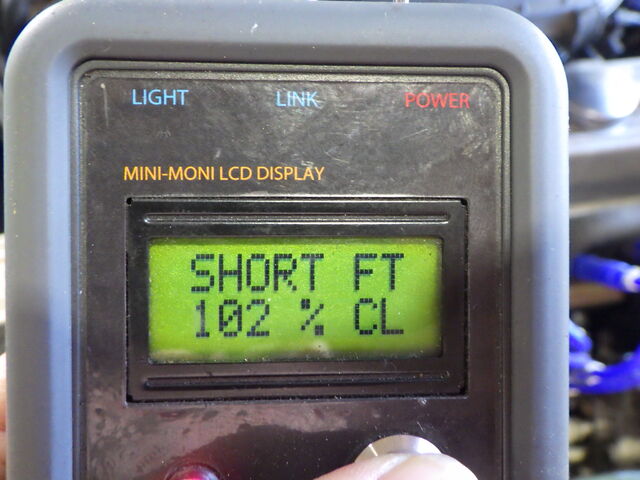 LIGHT LINK POWER
MINI-MONI LCD DISPLAY
SHORT FT
102 % CL